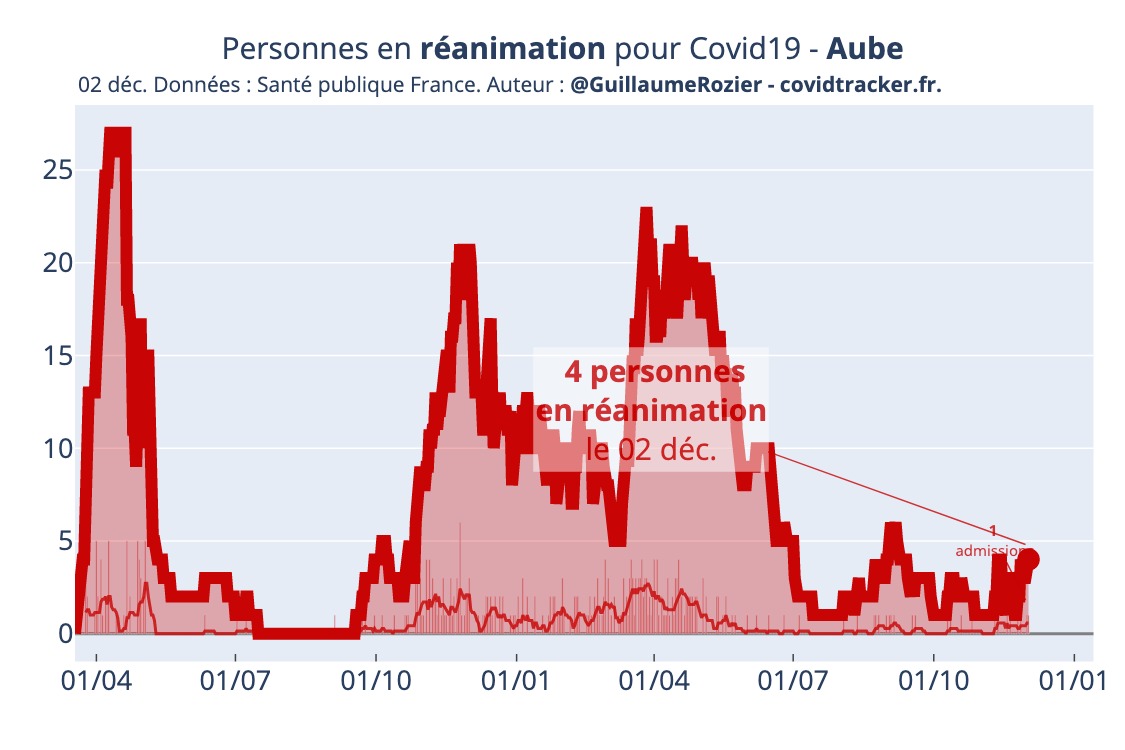 Personnes en réanimation pour Covid19 - Aube
02 déc. Données : Santé publique France. Auteur : @GuillaumeRozier - covidtracker.fr.
25
20
15
10
5
0
4 personnes
en réanimation
le 02 déc.
1
admission
01/04
01/07
01/10
01/01
01/04
01/07
01/10
01/01